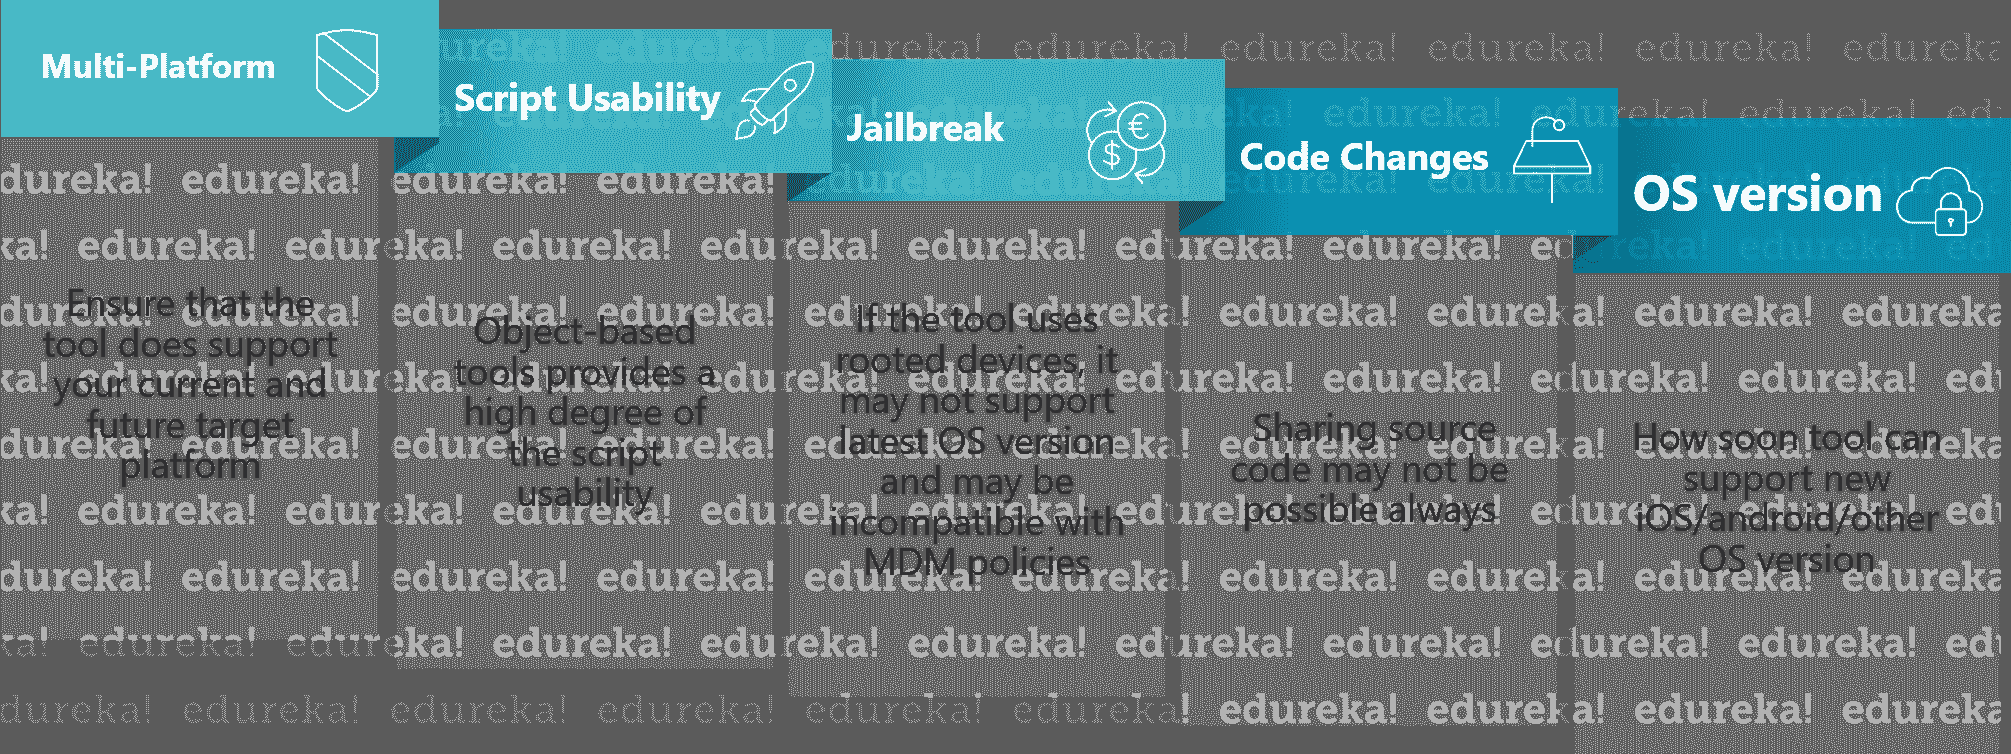 Multi-Platform
Ensure that the
tool does support
your current and
future target
platform
Script Usability
Object-based
tools provides a
high degree of
the script
usability
Jailbreak
If the tool uses
rooted devices, it
may not support
latest OS version
and may be
incompatible with
MDM policies
Code Changes
Sharing source
code may not be
possible always
OS version
How soon tool can
support new
iOS/android/other
OS version
edureka!